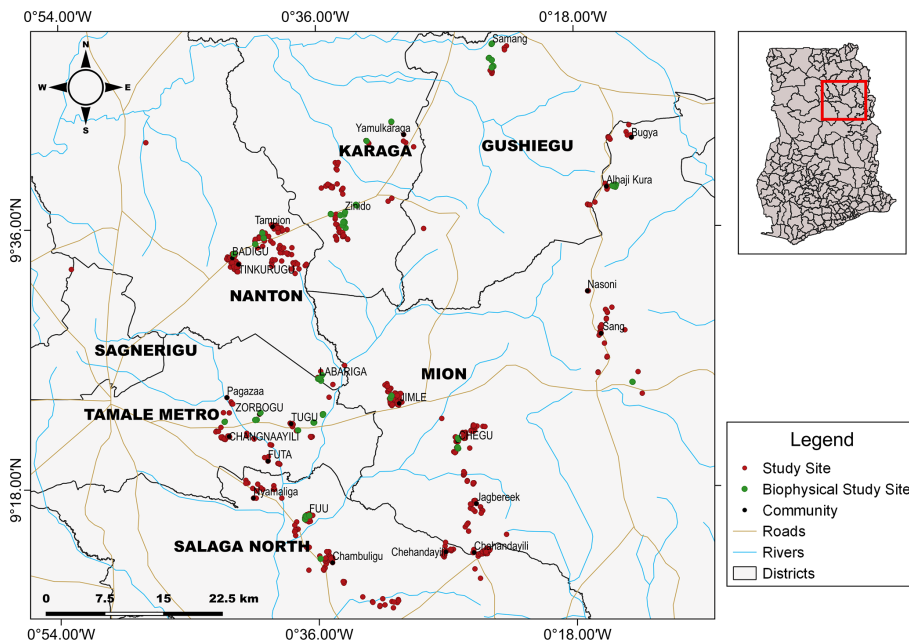 0°54.00'W
0°36.00'W
0°18.00'W
N
W
E
S
Samang
Yamulkaraga
KARAGA
GUSHIEGU
Bugya
Alhaji Kura
Zinido
9°36.00'N
Tampion
BADIGU
TINKURUGU
NANTON
Nasoni
Sang
SAGNERIGU
LABARIGA
MION
Pagazaa
ZORBOGU
TAMALE METRO
TUGU
CHANGNAAYILI
CHEGU
FUTA
9°18.00'N
Nyamaliga
Jagbereek
FUU
SALAGA NORTH
Chambuligu
Chehandayili
Chehandayili
0
7.5
15
22.5 km
0°54.00'W
0°36.00'W
0°18.00'W
Legend
Study Site
Biophysical Study Site
Community
Roads
Rivers
Districts